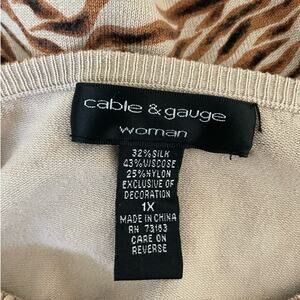 cable & gauge
woman
32%SILK
43%VISCOSE
25%NYLON
EXCLUSIVE OF
DECORATION
1X
MADE IN CHINA
RN 73163
CARE ON
REVERSE